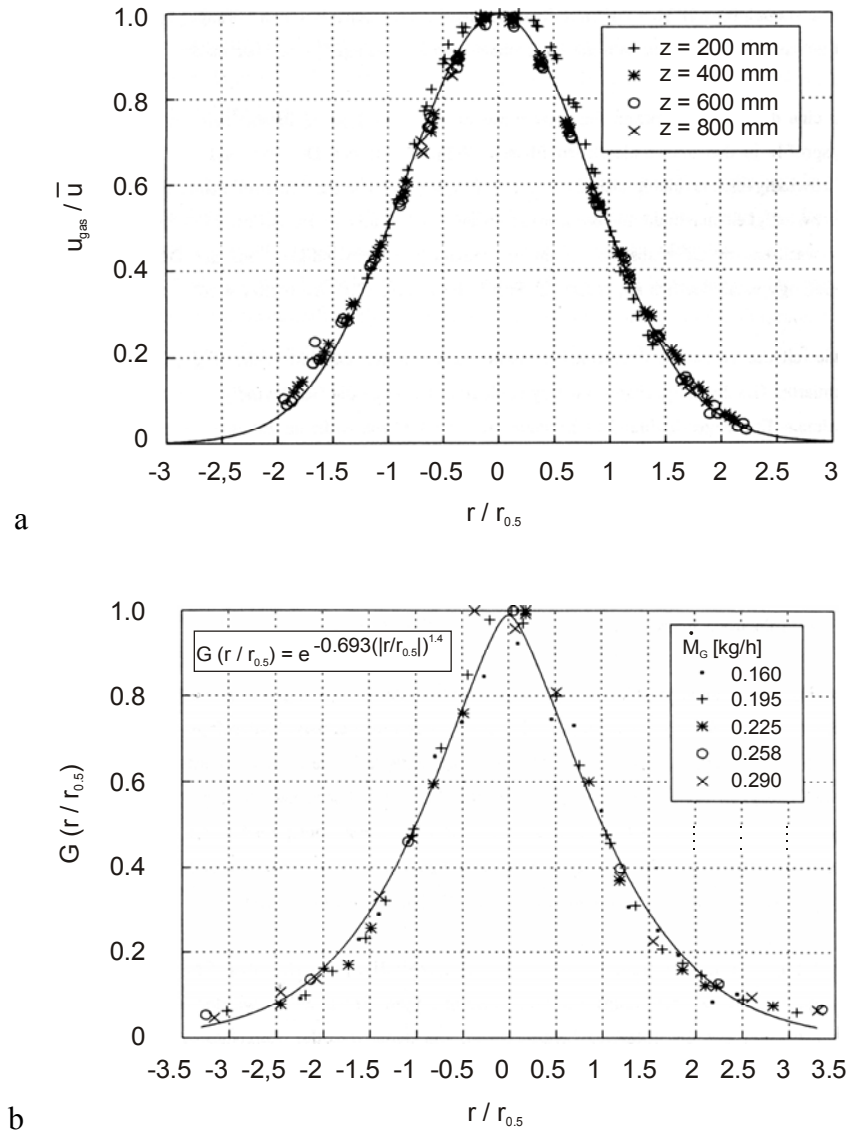 1.0
0.8
0.6
0.4
0.2
0
u_gas / u̅
+ z = 200 mm
∗ z = 400 mm
○ z = 600 mm
× z = 800 mm
-3 -2,5 -2 -1.5 -1 -0.5 0 0.5 1 1.5 2 2.5 3
r / r_0.5
a
1.0
0.8
0.6
0.4
0.2
0
G (r / r_0.5)
G (r / r_0.5) = e^-0.693(|r/r_0.5|)^1.4
Ṁ_G [kg/h]
· 0.160
+ 0.195
∗ 0.225
○ 0.258
× 0.290
-3.5 -3 -2,5 -2 -1.5 -1 -0.5 0 0.5 1 1.5 2 2.5 3 3.5
r / r_0.5
b